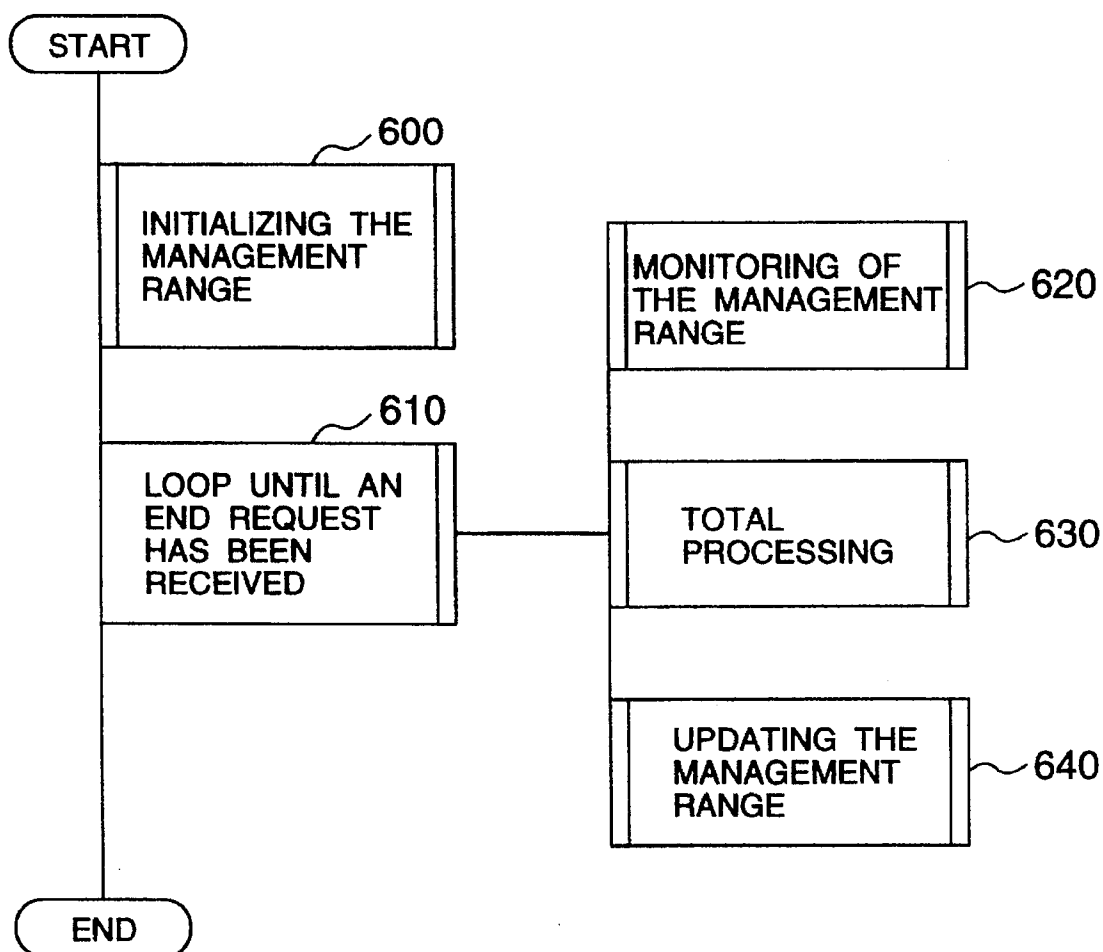 START
600
INITIALIZING THE
MANAGEMENT
RANGE
610
LOOP UNTIL AN
END REQUEST
HAS BEEN
RECEIVED
MONITORING OF
THE MANAGEMENT
RANGE
620
TOTAL
PROCESSING
630
UPDATING THE
MANAGEMENT
RANGE
640
END